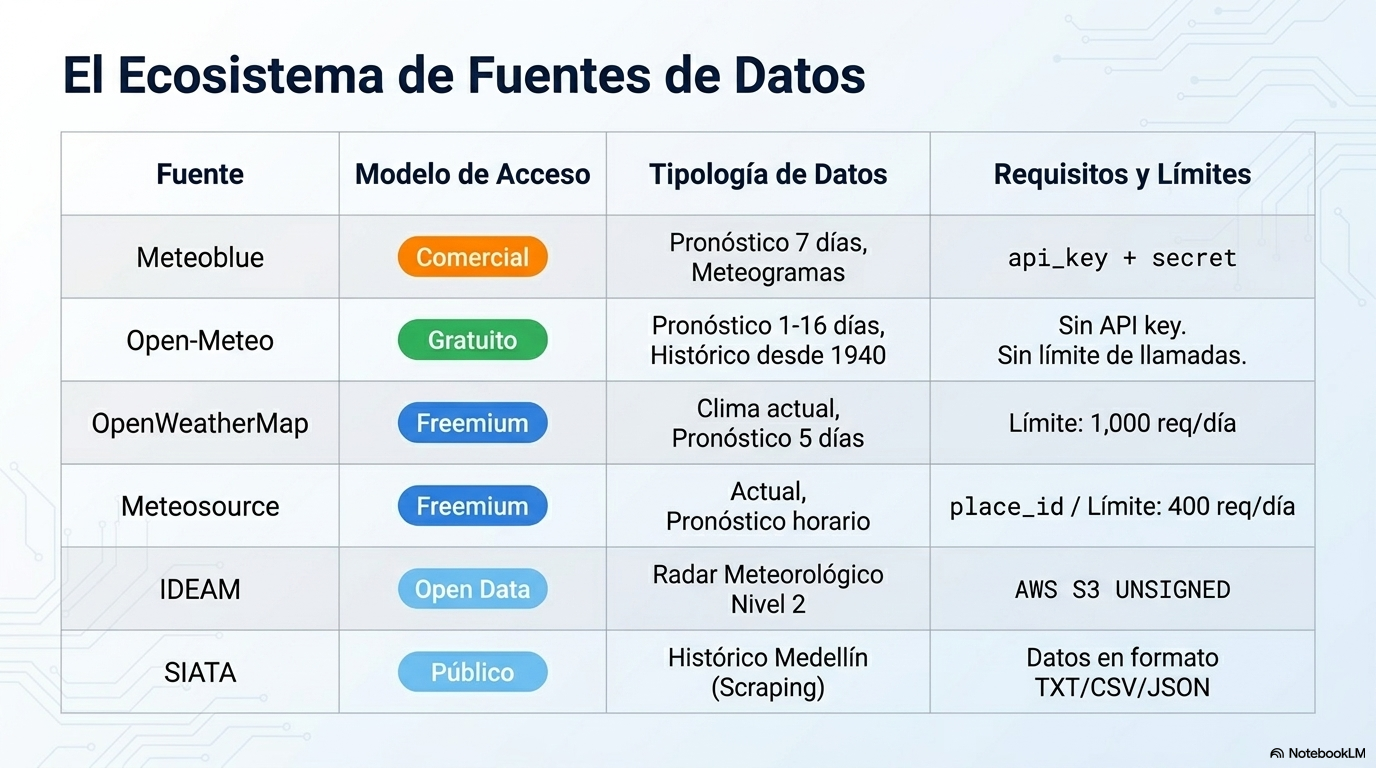 El Ecosistema de Fuentes de Datos
Fuente
Modelo de Acceso
Tipología de Datos
Requisitos y Límites
Meteoblue
Comercial
Pronóstico 7 días,
Meteogramas
api_key + secret
Open-Meteo
Gratuito
Pronóstico 1-16 días,
Histórico desde 1940
Sin API key.
Sin límite de llamadas.
OpenWeatherMap
Freemium
Clima actual,
Pronóstico 5 días
Límite: 1,000 req/día
Meteosource
Freemium
Actual,
Pronóstico horario
place_id / Límite: 400 req/día
IDEAM
Open Data
Radar Meteorológico
Nivel 2
AWS S3 UNSIGNED
SIATA
Público
Histórico Medellín
(Scraping)
Datos en formato
TXT/CSV/JSON
NotebookLM